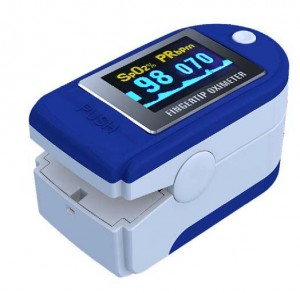 SpO2% PRbpm
98 070
FINGERTIP OXIMETER
PUSH